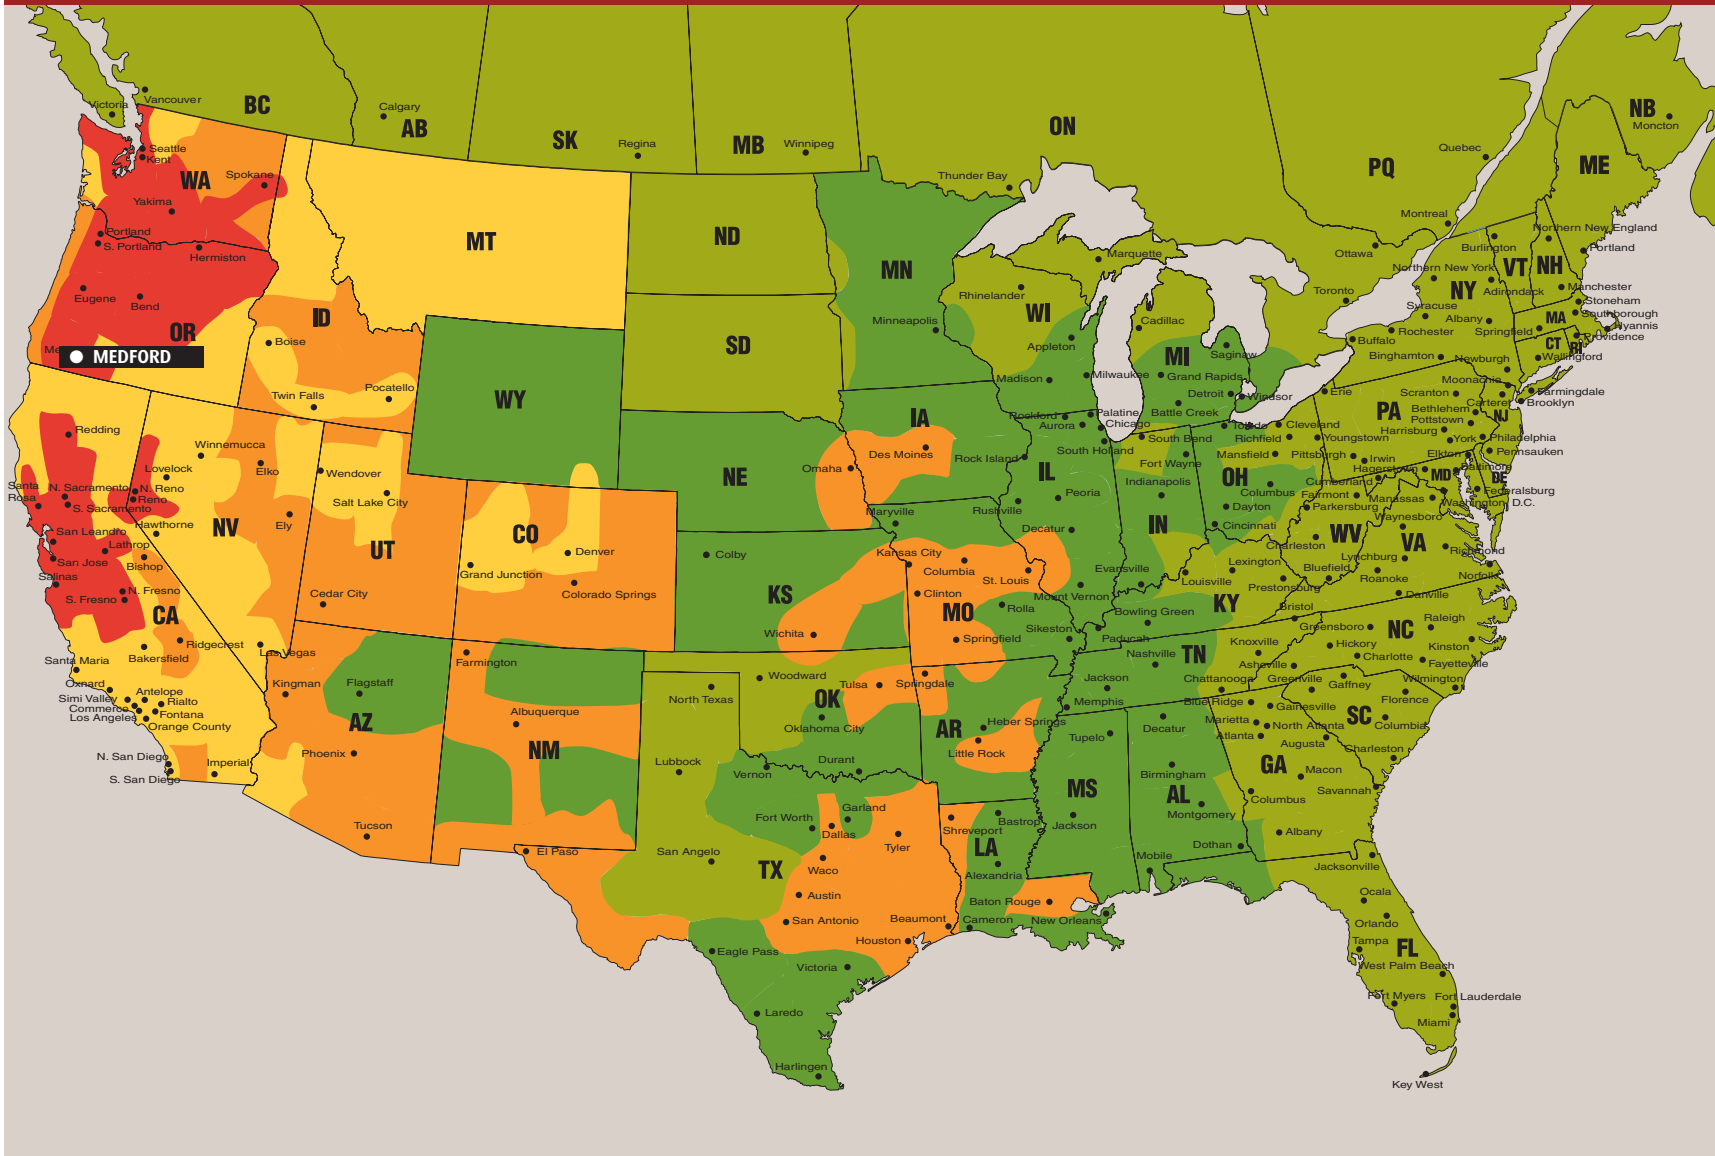 Victoria
Vancouver
BC
Calgary
AB
SK
Regina
MB
Winnipeg
ON
Thunder Bay
PQ
Quebec
Montreal
Ottawa
Toronto
NB
Moncton
ME
Seattle
Kent
WA
Spokane
Yakima
Portland
S. Portland
Hermiston
Eugene
Bend
OR
Me
MEDFORD
MT
ID
Boise
Twin Falls
Pocatello
WY
ND
SD
NE
Omaha
MN
Minneapolis
WI
Rhinelander
Marquette
Appleton
Madison
Milwaukee
MI
Cadillac
Saginaw
Grand Rapids
Detroit
Windsor
Battle Creek
IA
Des Moines
Rockford
Aurora
Palatine
Chicago
South Holland
Rock Island
IL
Peoria
Rushville
Decatur
Mount Vernon
South Bend
Fort Wayne
Indianapolis
IN
Evansville
Toledo
Cleveland
Richfield
Mansfield
Youngstown
OH
Columbus
Dayton
Cincinnati
Northern New England
Portland
Burlington
VT
NH
Northern New York
NY
Adirondack
Manchester
Stoneham
Southborough
Hyannis
Syracuse
Albany
MA
Springfield
Providence
Rochester
Buffalo
CT
RI
Wallingford
Binghamton
Newburgh
Moonachie
Erie
PA
Scranton
Farmingdale
Brooklyn
Carteret
Bethlehem
Pottstown
NJ
Harrisburg
York
Philadelphia
Pennsauken
Pittsburgh
Irwin
Hagerstown
Elkton
Baltimore
MD
DE
Cumberland
Federalsburg
Fairmont
Manassas
Washington D.C.
Parkersburg
Waynesboro
WV
VA
Charleston
Lynchburg
Richmond
Bluefield
Roanoke
Norfolk
Danville
Redding
Winnemucca
Lovelock
Elko
Wendover
Salt Lake City
Santa
Rosa
N. Sacramento
S. Sacramento
N. Reno
Reno
Hawthorne
NV
Ely
UT
San Leandro
Lathrop
San Jose
Bishop
Salinas
N. Fresno
S. Fresno
CA
Cedar City
Ridgecrest
Bakersfield
Las Vegas
Santa Maria
Oxnard
Simi Valley
Commerce
Los Angeles
Antelope
Rialto
Fontana
Orange County
N. San Diego
S. San Diego
Imperial
CO
Denver
Grand Junction
Colorado Springs
Kingman
Flagstaff
AZ
Phoenix
Tucson
Farmington
Albuquerque
NM
Colby
KS
Wichita
Maryville
Kansas City
Columbia
St. Louis
Clinton
MO
Rolla
Springfield
Sikeston
Louisville
Lexington
Prestonsburg
KY
Bowling Green
Paducah
Bristol
Nashville
TN
Knoxville
Jackson
Memphis
Chattanooga
Greensboro
NC
Raleigh
Hickory
Kinston
Charlotte
Fayetteville
Asheville
Greenville
Gaffney
Wilmington
Florence
SC
Columbia
Charleston
Woodward
OK
Tulsa
Oklahoma City
Durant
North Texas
Lubbock
Vernon
Fort Worth
Garland
Dallas
Tyler
San Angelo
TX
Waco
El Paso
Austin
San Antonio
Beaumont
Houston
Eagle Pass
Victoria
Laredo
Harlingen
Springdale
AR
Heber Springs
Little Rock
Shreveport
Bastrop
LA
Alexandria
Baton Rouge
Cameron
New Orleans
Tupelo
MS
Jackson
Decatur
Birmingham
AL
Montgomery
Dothan
Mobile
Blue Ridge
Gainesville
Marietta
North Atlanta
Atlanta
Augusta
GA
Macon
Columbus
Savannah
Albany
Jacksonville
Ocala
Orlando
Tampa
FL
West Palm Beach
Fort Myers
Fort Lauderdale
Miami
Key West